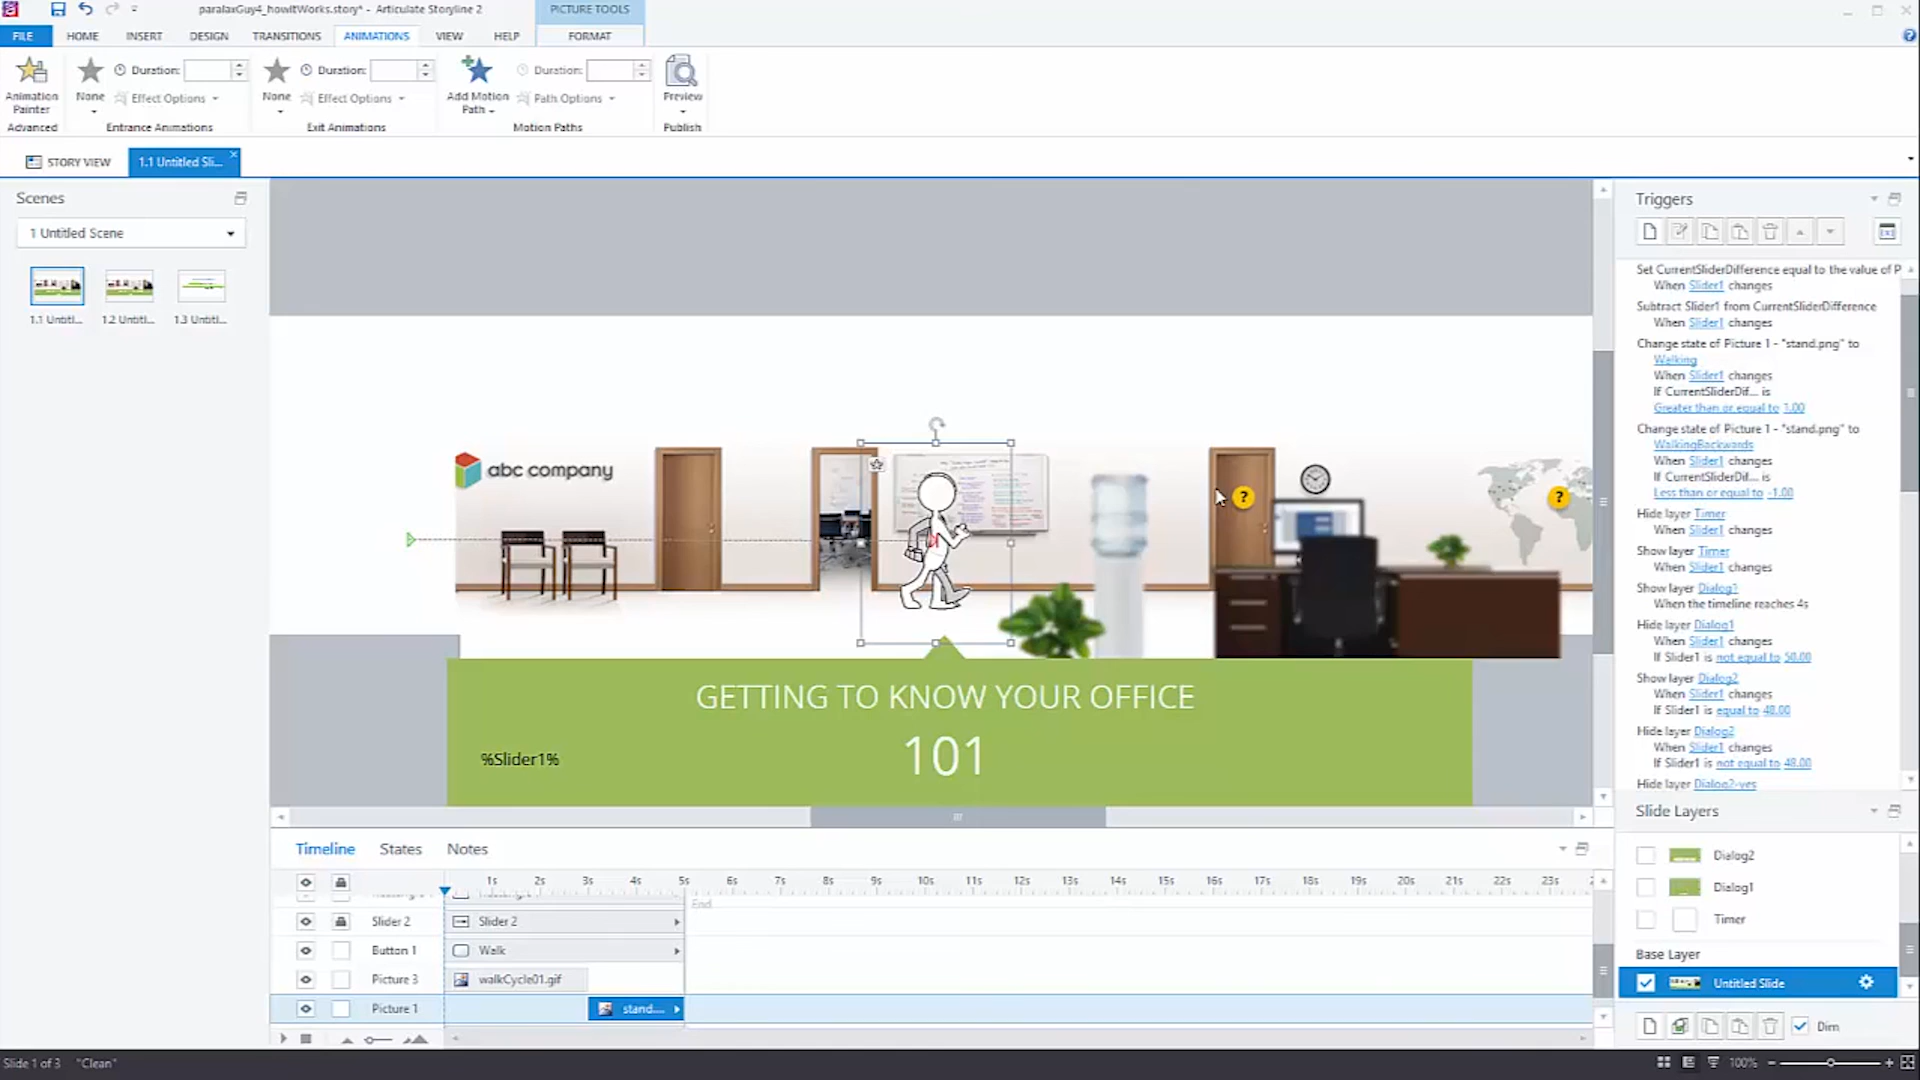 paralaxGuy4_howItWorks.story* - Articulate Storyline 2
PICTURE TOOLS
FILE
HOME
INSERT
DESIGN
TRANSITIONS
ANIMATIONS
VIEW
HELP
FORMAT
Animation Painter
None
Duration:
Effect Options
None
Duration:
Effect Options
Add Motion Path
Duration:
Path Options
Preview
Advanced
Entrance Animations
Exit Animations
Motion Paths
Publish
STORY VIEW
1.1 Untitled Sli...
Scenes
1 Untitled Scene
1.1 Untitl...
1.2 Untitl...
1.3 Untitl...
abc company
?
?
GETTING TO KNOW YOUR OFFICE
101
%Slider1%
Triggers
Set CurrentSliderDifference equal to the value of P
When Slider1 changes
Subtract Slider1 from CurrentSliderDifference
When Slider1 changes
Change state of Picture 1 - "stand.png" to
Walking
When Slider1 changes
If CurrentSliderDif... is
Greater than or equal to 1.00
Change state of Picture 1 - "stand.png" to
WalkingBackwards
When Slider1 changes
If CurrentSliderDif... is
Less than or equal to -1.00
Hide layer Timer
When Slider1 changes
Show layer Timer
When Slider1 changes
Show layer Dialog1
When the timeline reaches 4s
Hide layer Dialog1
When Slider1 changes
If Slider1 is not equal to 50.00
Show layer Dialog2
When Slider1 changes
If Slider1 is equal to 48.00
Hide layer Dialog2
When Slider1 changes
If Slider1 is not equal to 48.00
Hide layer Dialog2-yes
Slide Layers
Dialog2
Dialog1
Timer
Base Layer
Untitled Slide
Dim
Timeline
States
Notes
1s 2s 3s 4s 5s 6s 7s 8s 9s 10s 11s 12s 13s 14s 15s 16s 17s 18s 19s 20s 21s 22s 23s
End
Slider 2
Slider 2
Button 1
Walk
Picture 3
walkCycle01.gif
Picture 1
stand....
Slide 1 of 3
"Clean"
100%